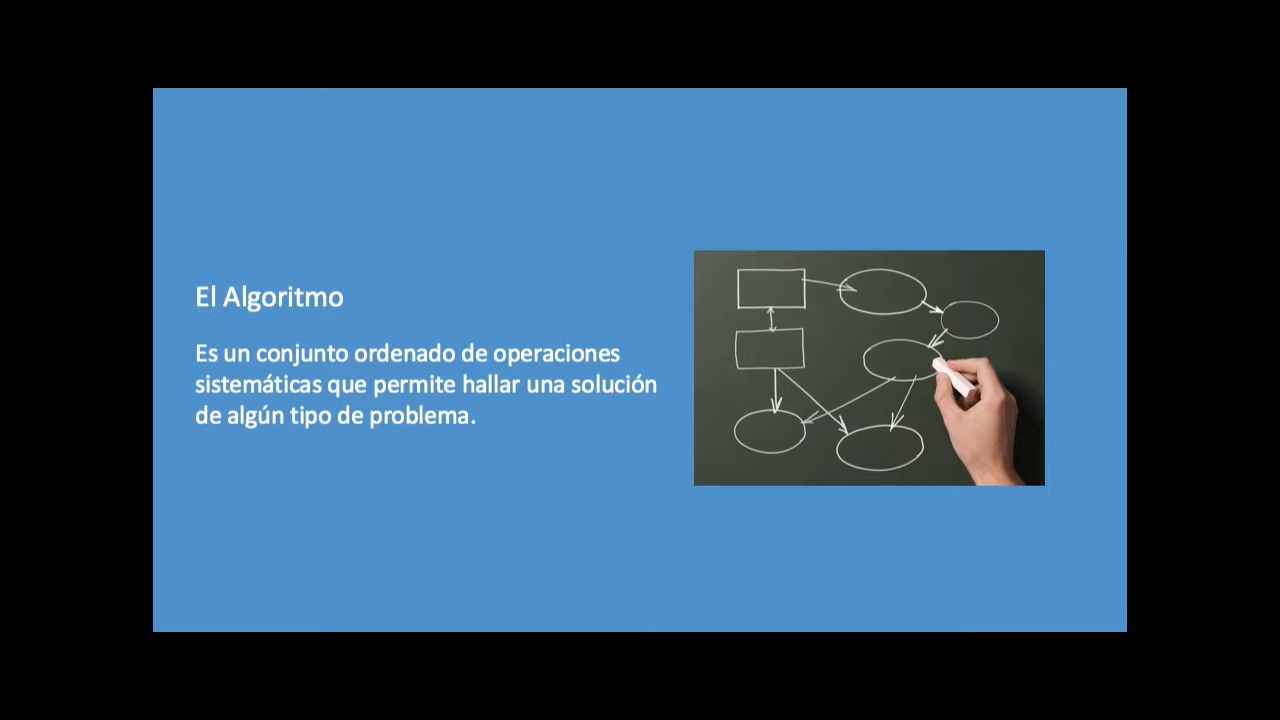 El Algoritmo
Es un conjunto ordenado de operaciones
sistemáticas que permite hallar una solución
de algún tipo de problema.